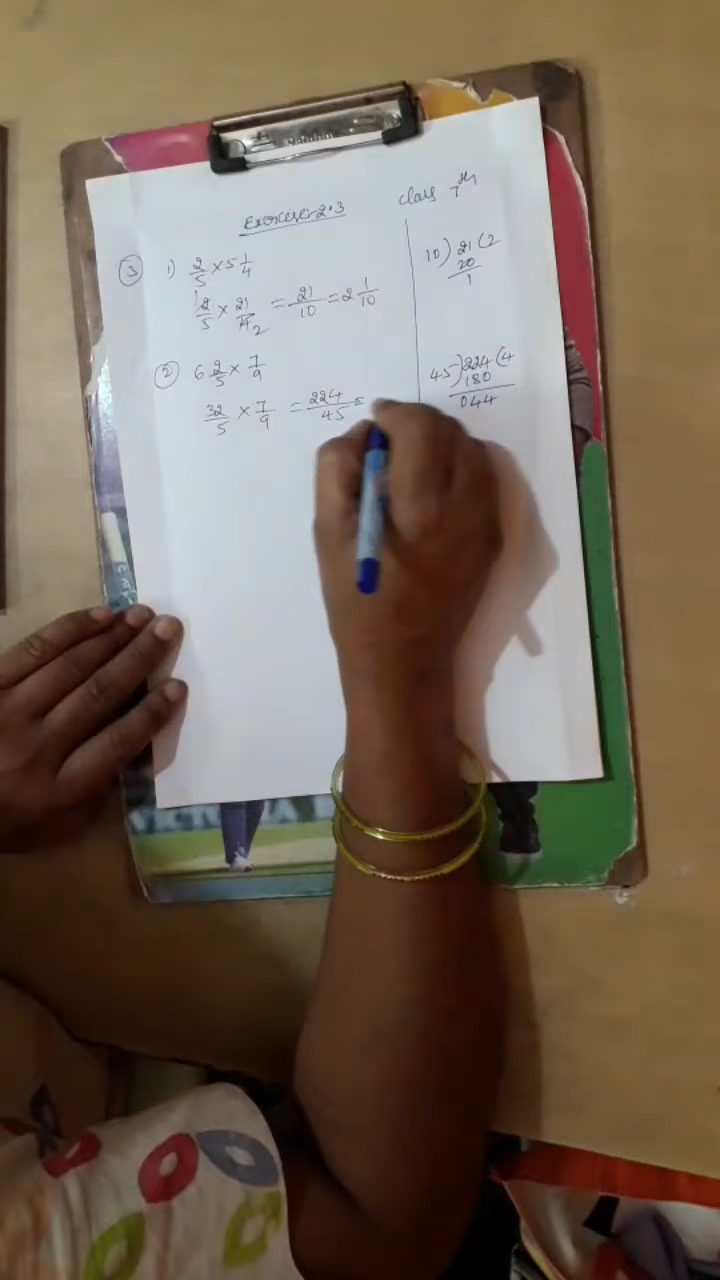 Exercise-2.3
class 7th
③ 1) 2/5 × 5 1/4
2/5 × 21/4 = 21/10 = 2 1/10
10) 21 (2
20
1
② 6 2/5 × 7/9
32/5 × 7/9 = 224/45 =
45) 224 (4
180
044